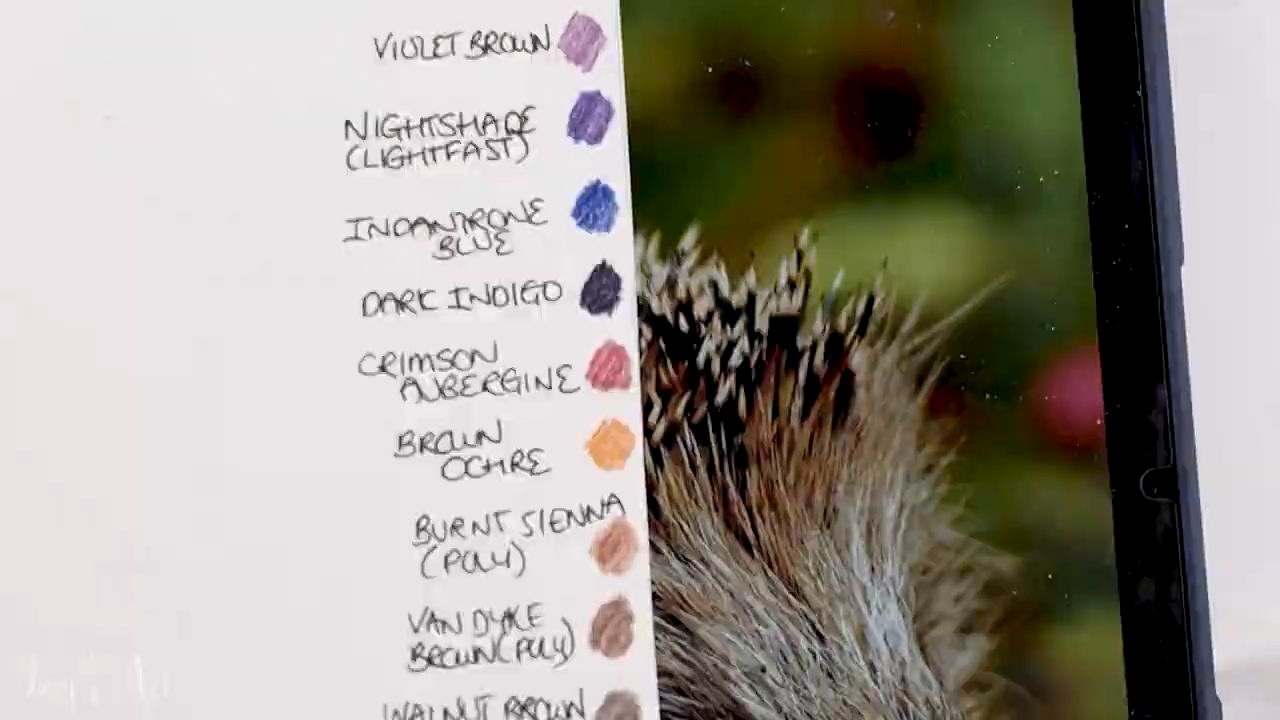 VIOLET BROWN
NIGHTSHADE
(LIGHTFAST)
INDANTRONE
BLUE
DARK INDIGO
CRIMSON
AUBERGINE
BROWN
OCHRE
BURNT SIENNA
(POLY)
VAN DYKE
BROWN(POLY)
WALNUT BROWN